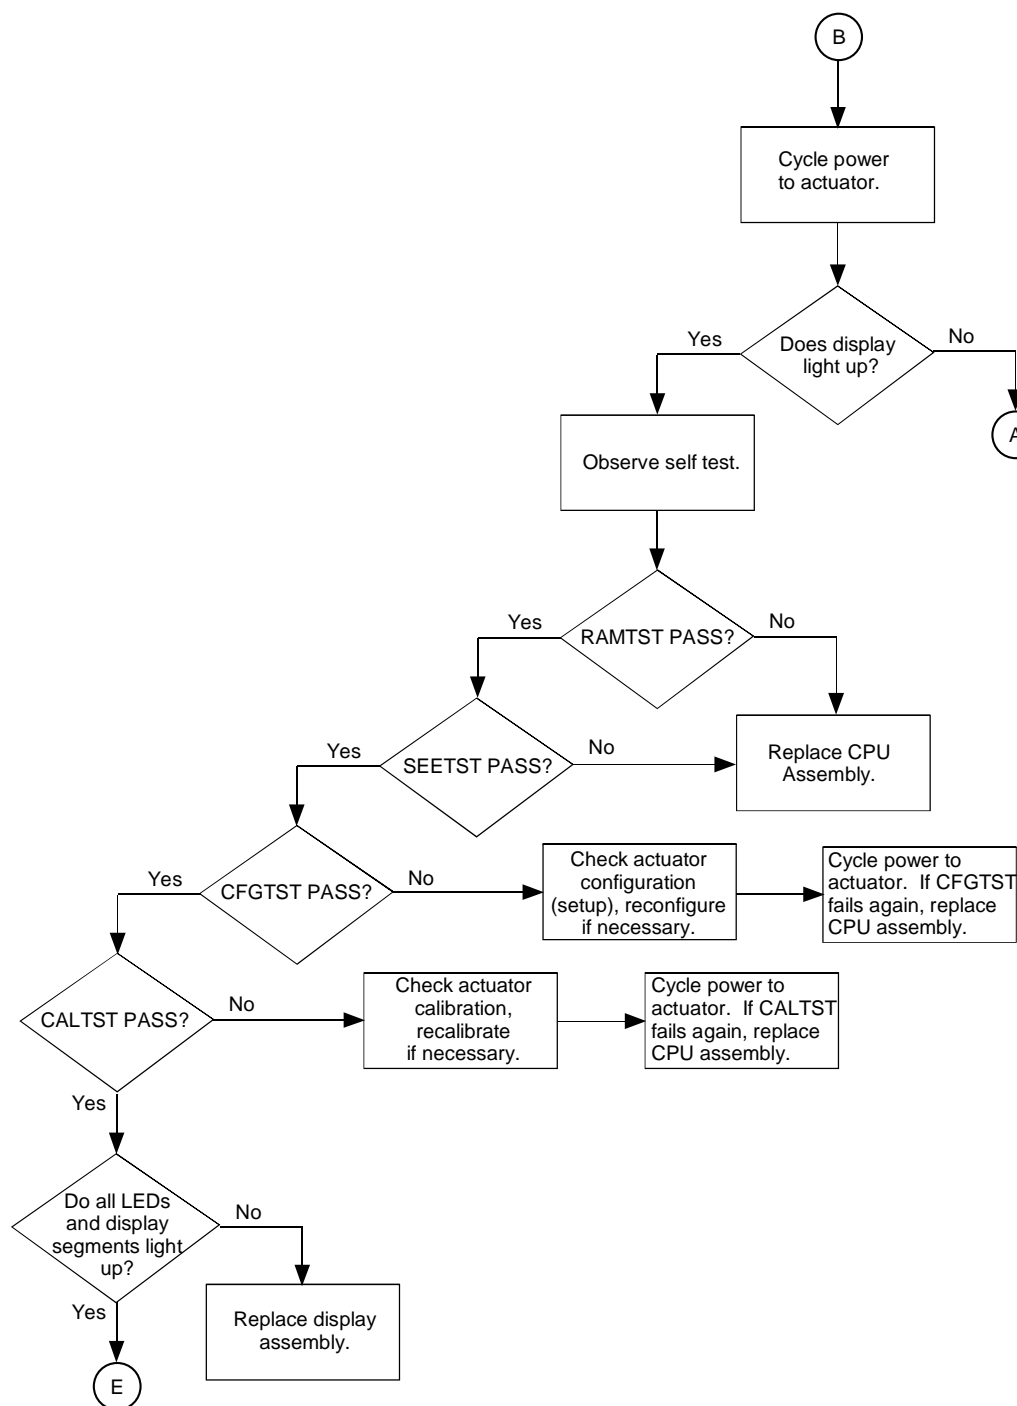 B
Cycle power
to actuator.
Does display
light up?
Yes
No
A
Observe self test.
RAMTST PASS?
Yes
No
SEETST PASS?
Yes
No
Replace CPU
Assembly.
CFGTST PASS?
Yes
No
Check actuator
configuration
(setup), reconfigure
if necessary.
Cycle power to
actuator.  If CFGTST
fails again, replace
CPU assembly.
CALTST PASS?
No
Check actuator
calibration,
recalibrate
if necessary.
Cycle power to
actuator.  If CALTST
fails again, replace
CPU assembly.
Yes
Do all LEDs
and display
segments light
up?
No
Yes
Replace display
assembly.
E